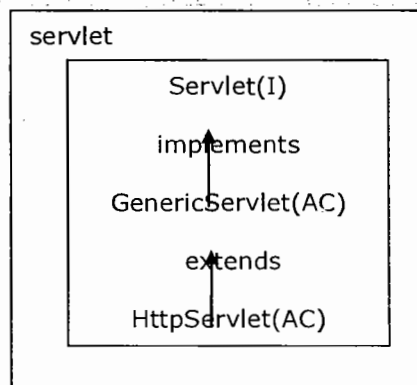 servlet
Servlet(I)
implements
GenericServlet(AC)
extends
HttpServlet(AC)